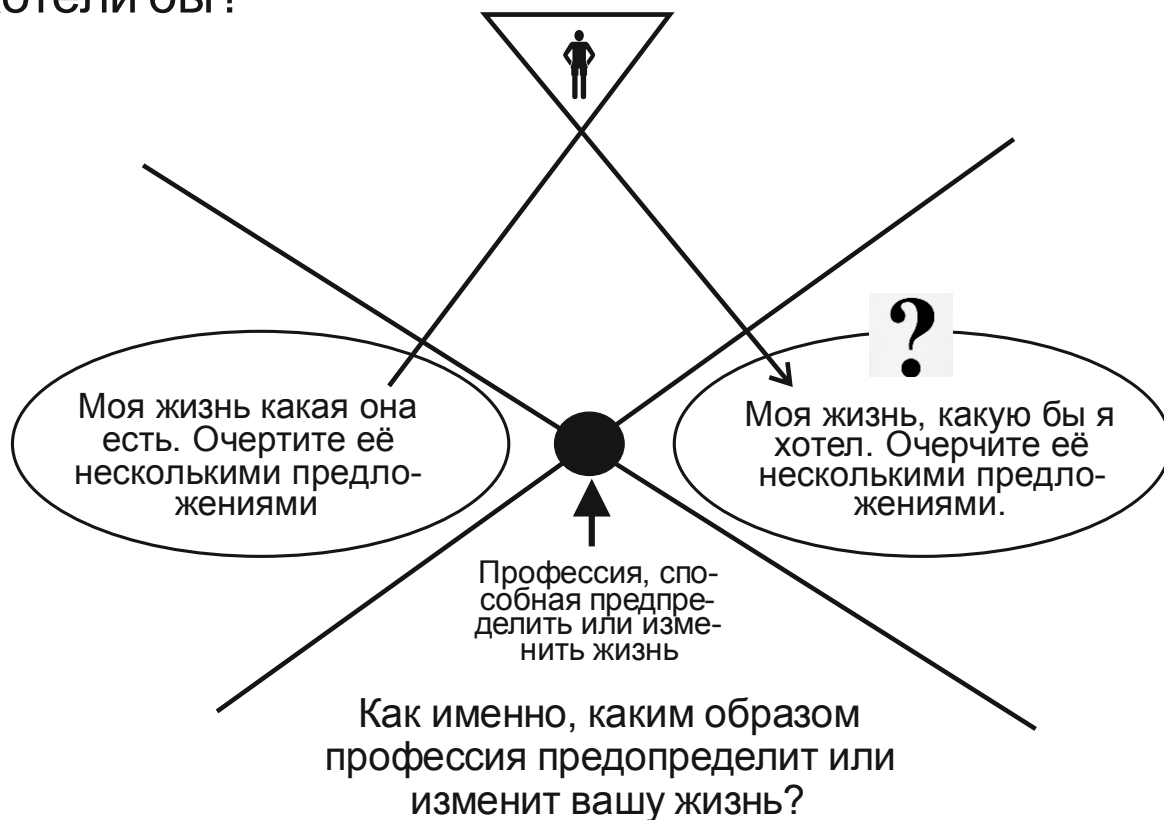 хотели бы?
Моя жизнь какая она
есть. Очертите её
несколькими предло-
жениями
?
Моя жизнь, какую бы я
хотел. Очерчите её
несколькими предло-
жениями.
Профессия, спо-
собная предпре-
делить или изме-
нить жизнь
Как именно, каким образом
профессия предопределит или
изменит вашу жизнь?